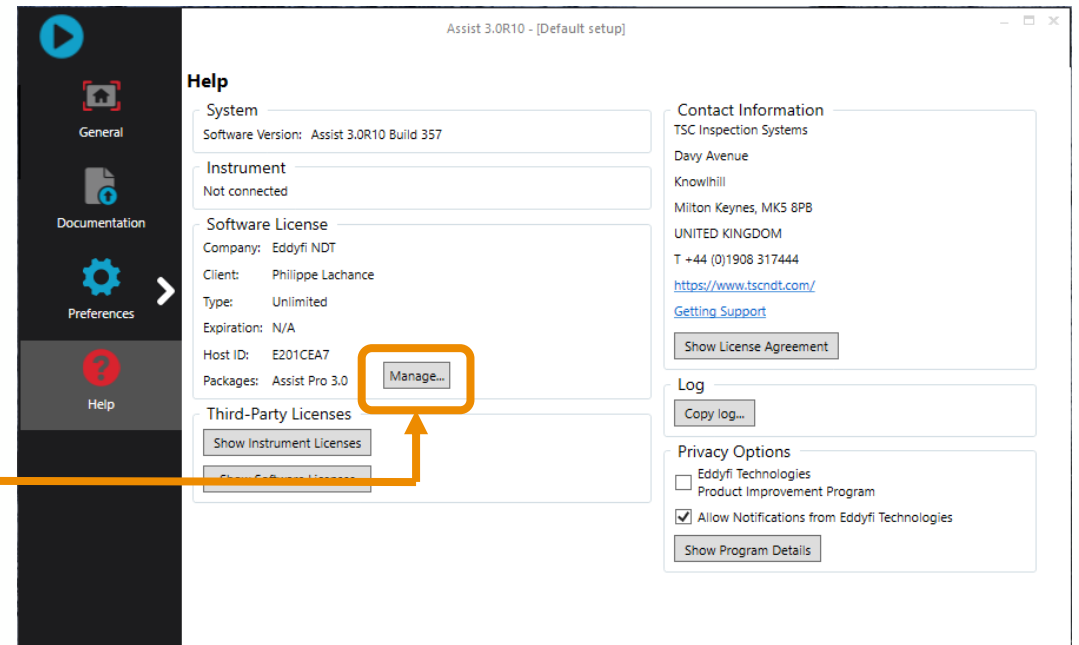 Assist 3.0R10 - [Default setup]
General
Documentation
Preferences
Help
Help
System
Software Version: Assist 3.0R10 Build 357
Instrument
Not connected
Software License
Company: Eddyfi NDT
Client: Philippe Lachance
Type: Unlimited
Expiration: N/A
Host ID: E201CEA7
Packages: Assist Pro 3.0
Manage...
Third-Party Licenses
Show Instrument Licenses
Show Software Licenses
Contact Information
TSC Inspection Systems
Davy Avenue
Knowlhill
Milton Keynes, MK5 8PB
UNITED KINGDOM
T +44 (0)1908 317444
https://www.tscndt.com/
Getting Support
Show License Agreement
Log
Copy log...
Privacy Options
Eddyfi Technologies
Product Improvement Program
Allow Notifications from Eddyfi Technologies
Show Program Details